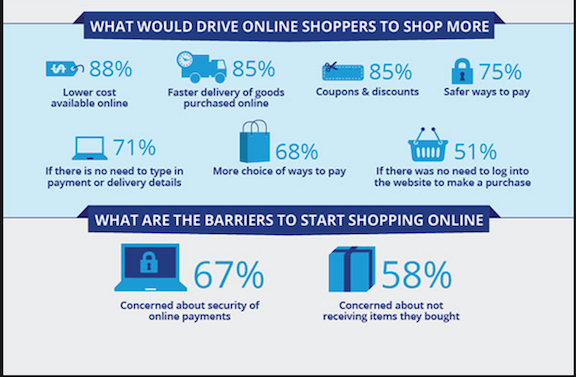 WHAT WOULD DRIVE ONLINE SHOPPERS TO SHOP MORE
88%
Lower cost
available online
85%
Faster delivery of goods
purchased online
85%
Coupons & discounts
75%
Safer ways to pay
71%
If there is no need to type in
payment or delivery details
68%
More choice of ways to pay
51%
If there was no need to log into
the website to make a purchase
WHAT ARE THE BARRIERS TO START SHOPPING ONLINE
67%
Concerned about security of
online payments
58%
Concerned about not
receiving items they bought